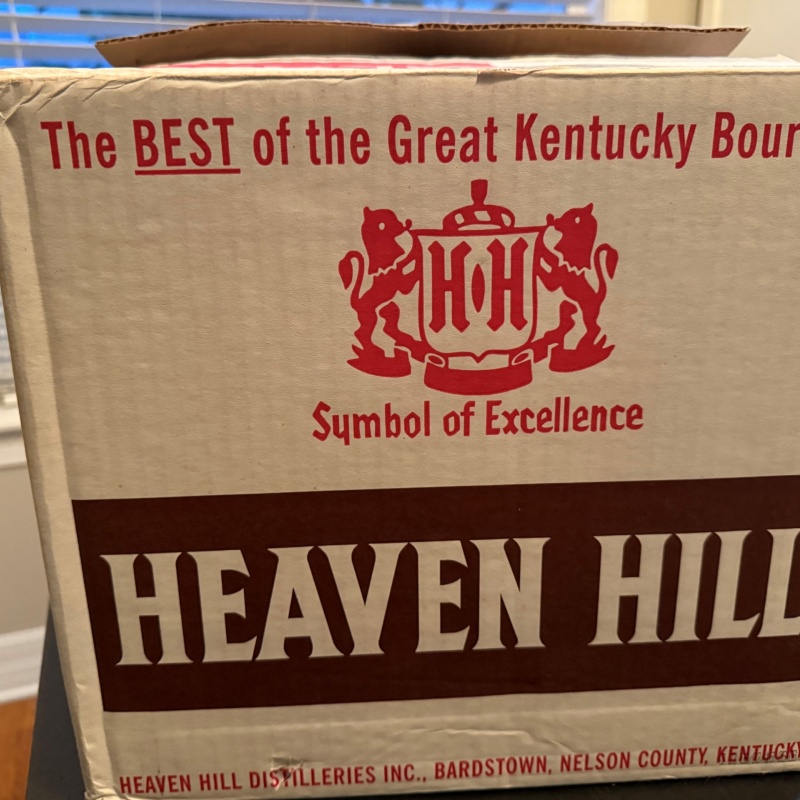 The BEST of the Great Kentucky Bour
H H
Symbol of Excellence
HEAVEN HILL
HEAVEN HILL DISTILLERIES INC., BARDSTOWN, NELSON COUNTY, KENTUCKY